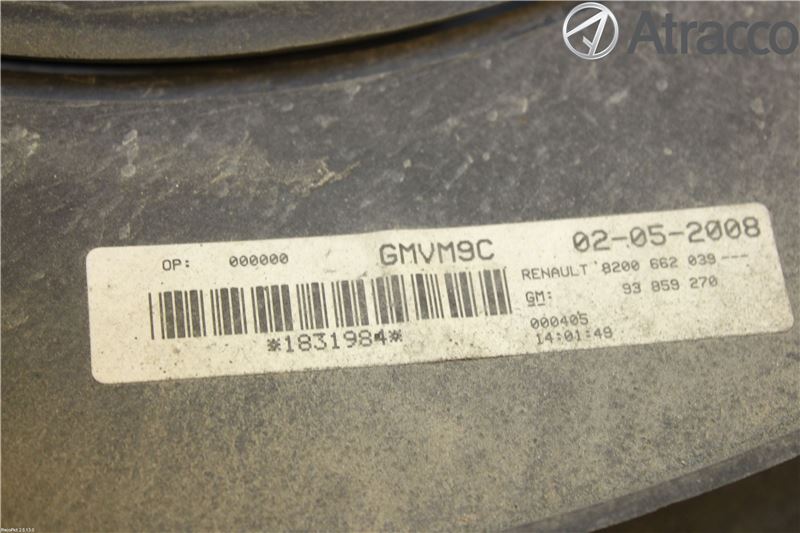 Atracco
OP: 000000 GMVM9C 02-05-2008
RENAULT 8200 662 039 ---
GM: 93 859 270
*1831984*
000405
14:01:49